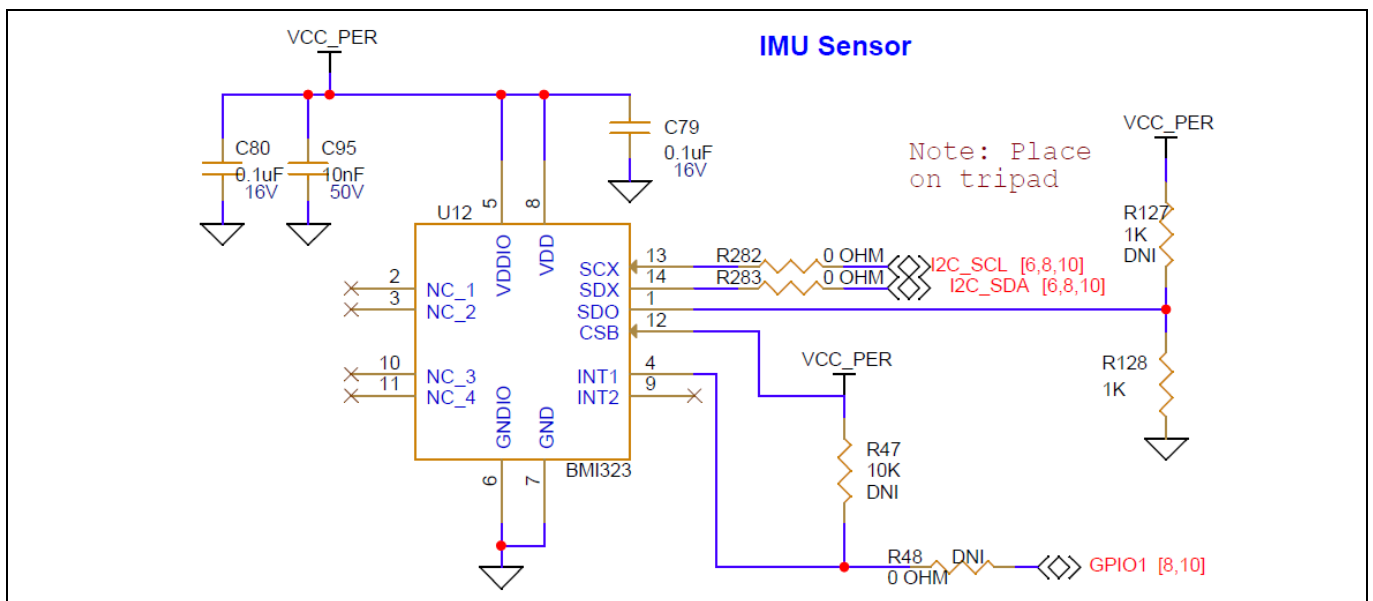 VCC_PER
IMU Sensor
C80
0.1uF
16V
C95
10nF
50V
C79
0.1uF
16V
Note: Place
on tripad
VCC_PER
R127
1K
DNI
R128
1K
U12
5
8
VDDIO
VDD
2
NC_1
3
NC_2
10
NC_3
11
NC_4
SCX
13
SDX
14
SDO
1
CSB
12
INT1
4
INT2
9
GNDIO
GND
6
7
BMI323
R282
0 OHM
I2C_SCL [6,8,10]
R283
0 OHM
I2C_SDA [6,8,10]
VCC_PER
R47
10K
DNI
R48
DNI
0 OHM
GPIO1 [8,10]